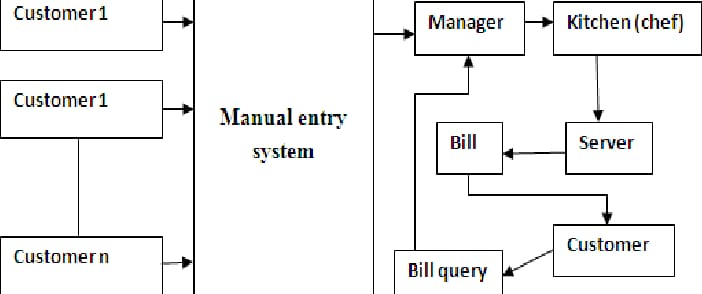 Customer1
Customer1
Customer n
Manual entry
system
Manager
Kitchen (chef)
Bill
Server
Customer
Bill query